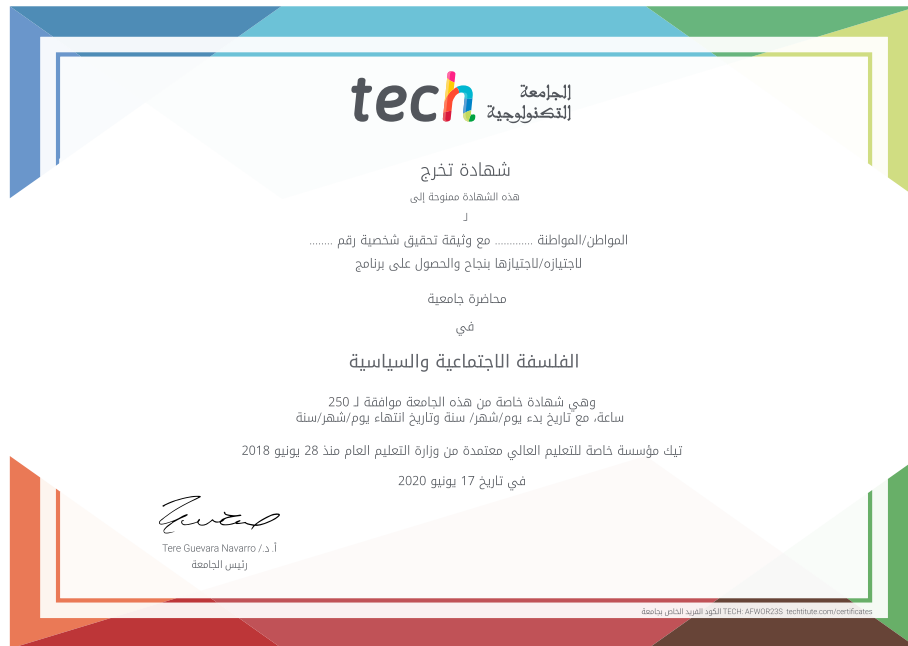 tech الجامعة
التكنولوجية
شهادة تخرج
هذه الشهادة ممنوحة إلى
لـ
المواطن/المواطنة ............. مع وثيقة تحقيق شخصية رقم ........
لاجتيازه/لاجتيازها بنجاح والحصول على برنامج
محاضرة جامعية
في
الفلسفة الاجتماعية والسياسية
وهي شهادة خاصة من هذه الجامعة موافقة لـ 250
ساعة، مع تاريخ بدء يوم/شهر/ سنة وتاريخ انتهاء يوم/شهر/سنة
تيك مؤسسة خاصة للتعليم العالي معتمدة من وزارة التعليم العام منذ 28 يونيو 2018
في تاريخ 17 يونيو 2020
أ. د./ Tere Guevara Navarro
رئيس الجامعة
الكود الفريد الخاص بجامعة TECH: AFWOR23S techtitute.com/certificates